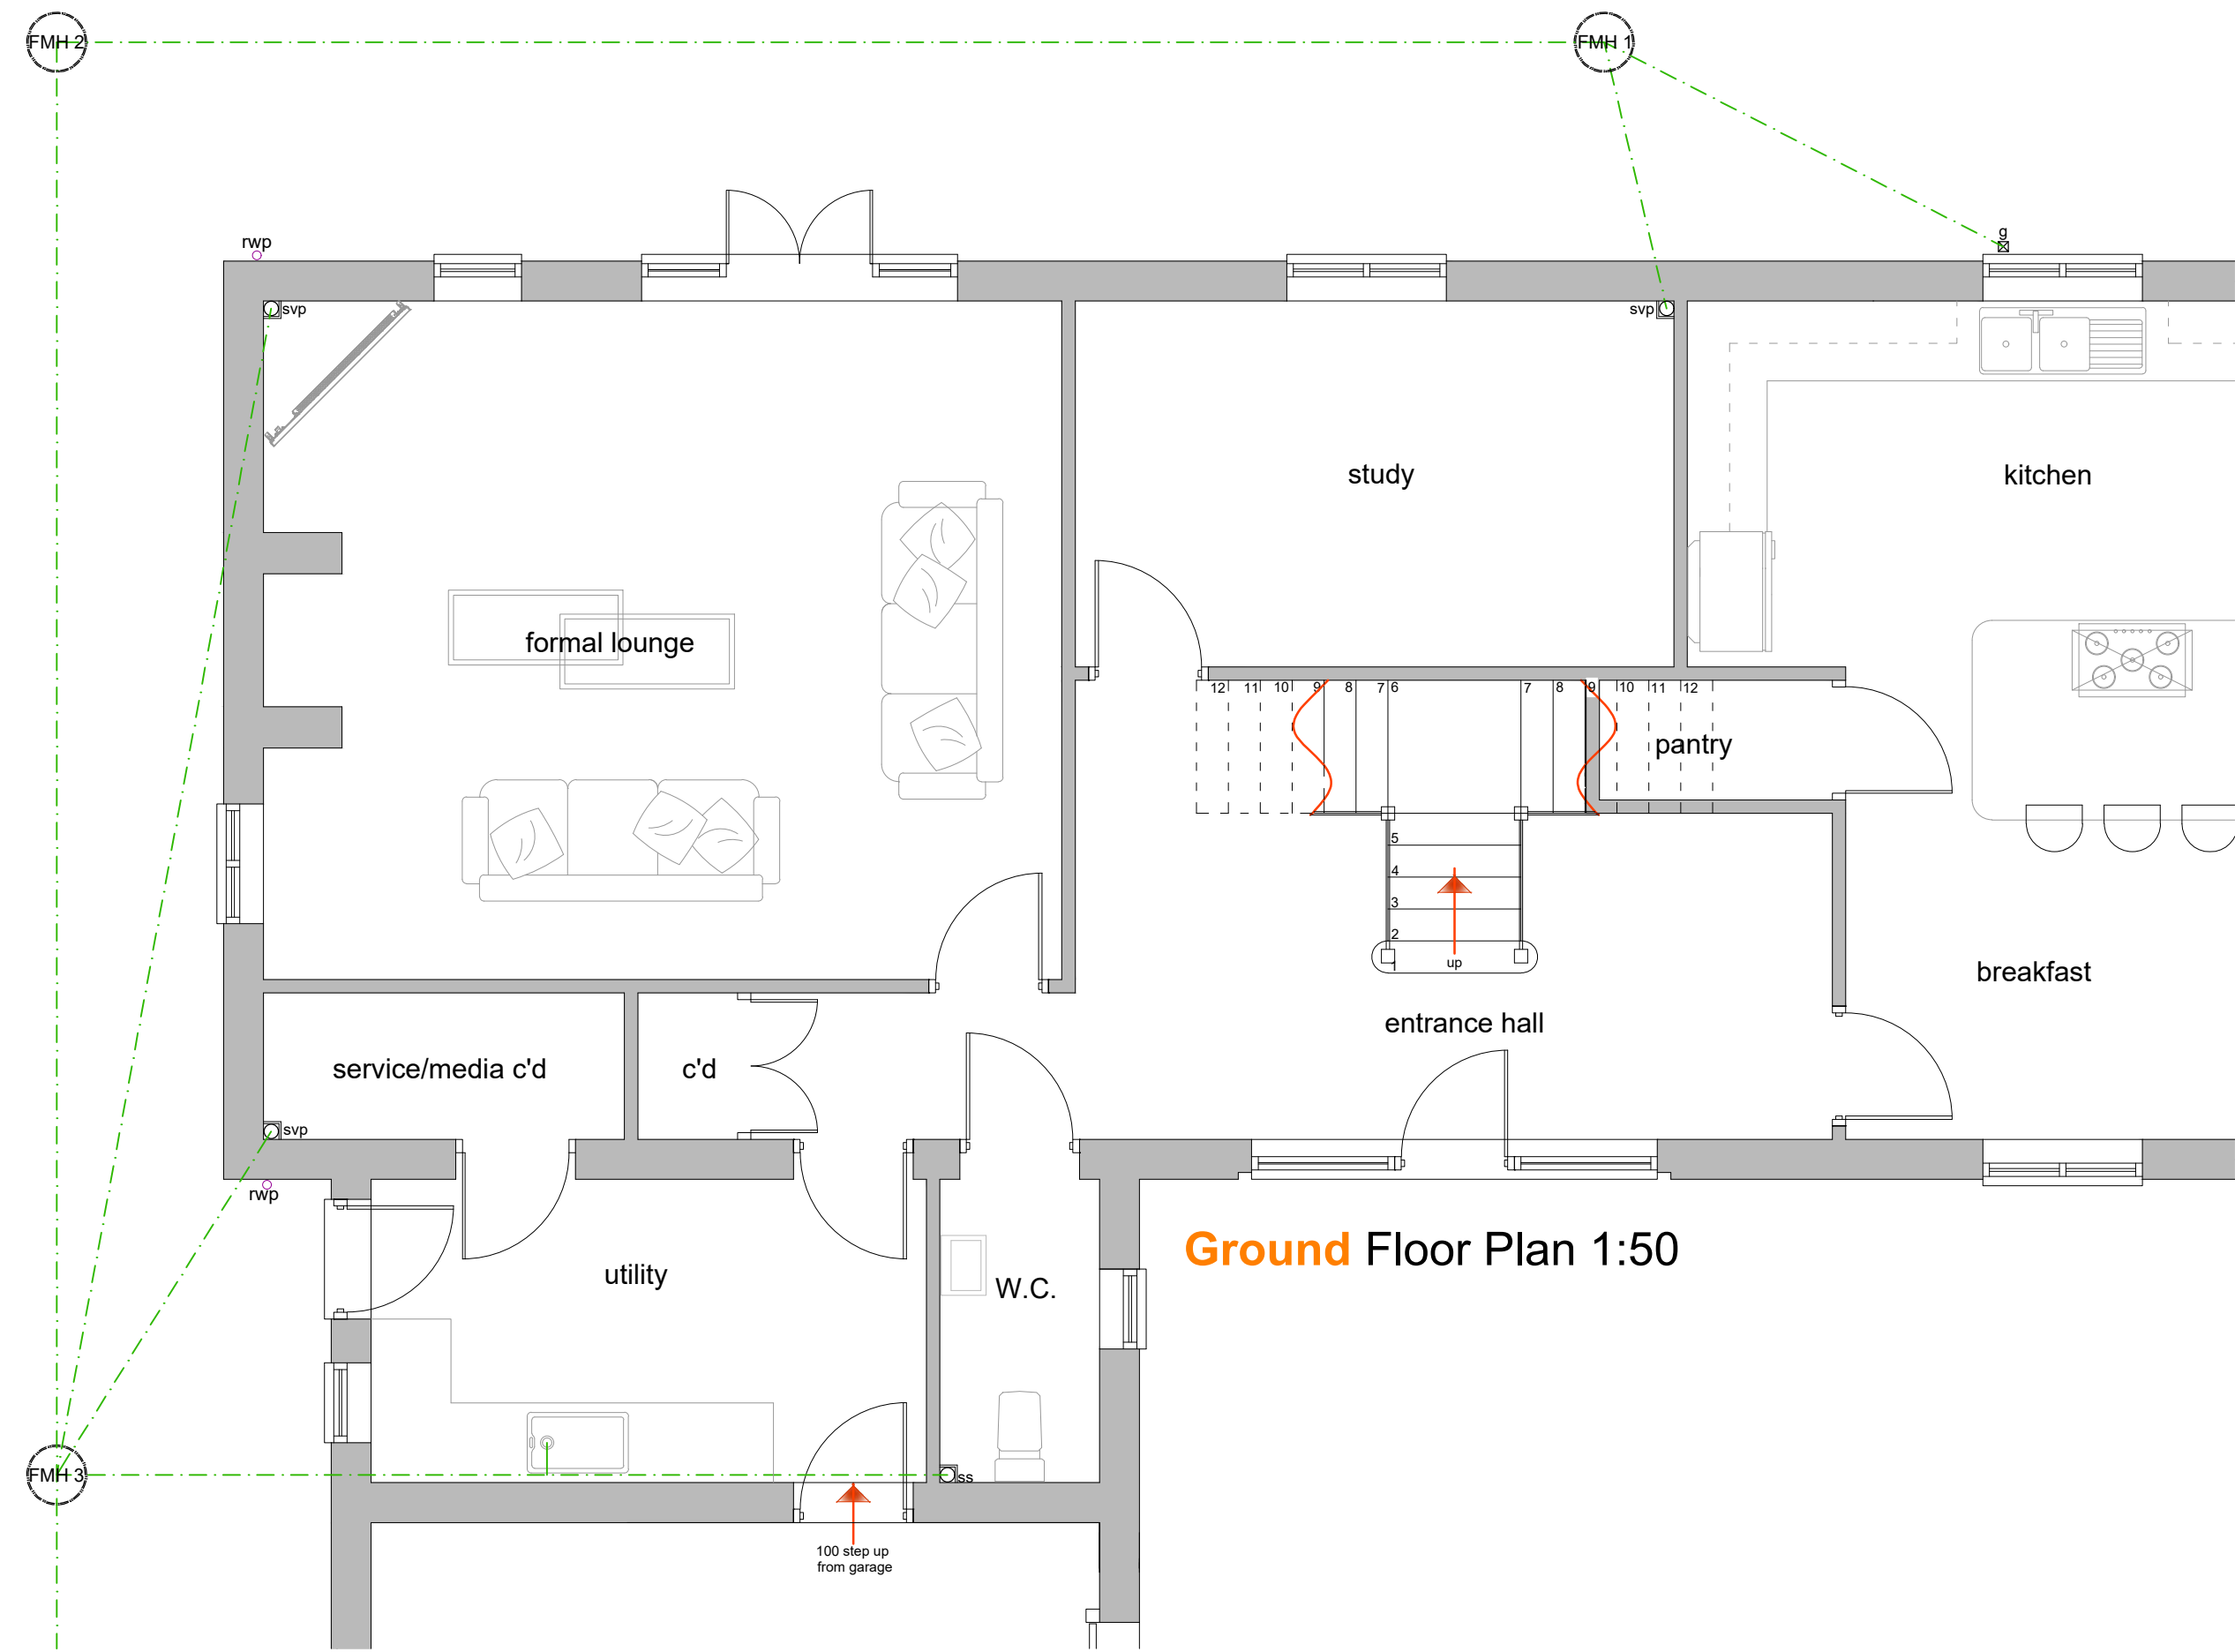 FMH 2
FMH 1
rwp
g
svp
svp
study
kitchen
formal lounge
12 11 10 9 8 7 6 7 8 9 10 11 12
pantry
5
4
3
2
1
up
breakfast
entrance hall
service/media c'd
c'd
svp
rwp
Ground Floor Plan 1:50
utility
W.C.
FMH 3
ss
100 step up
from garage